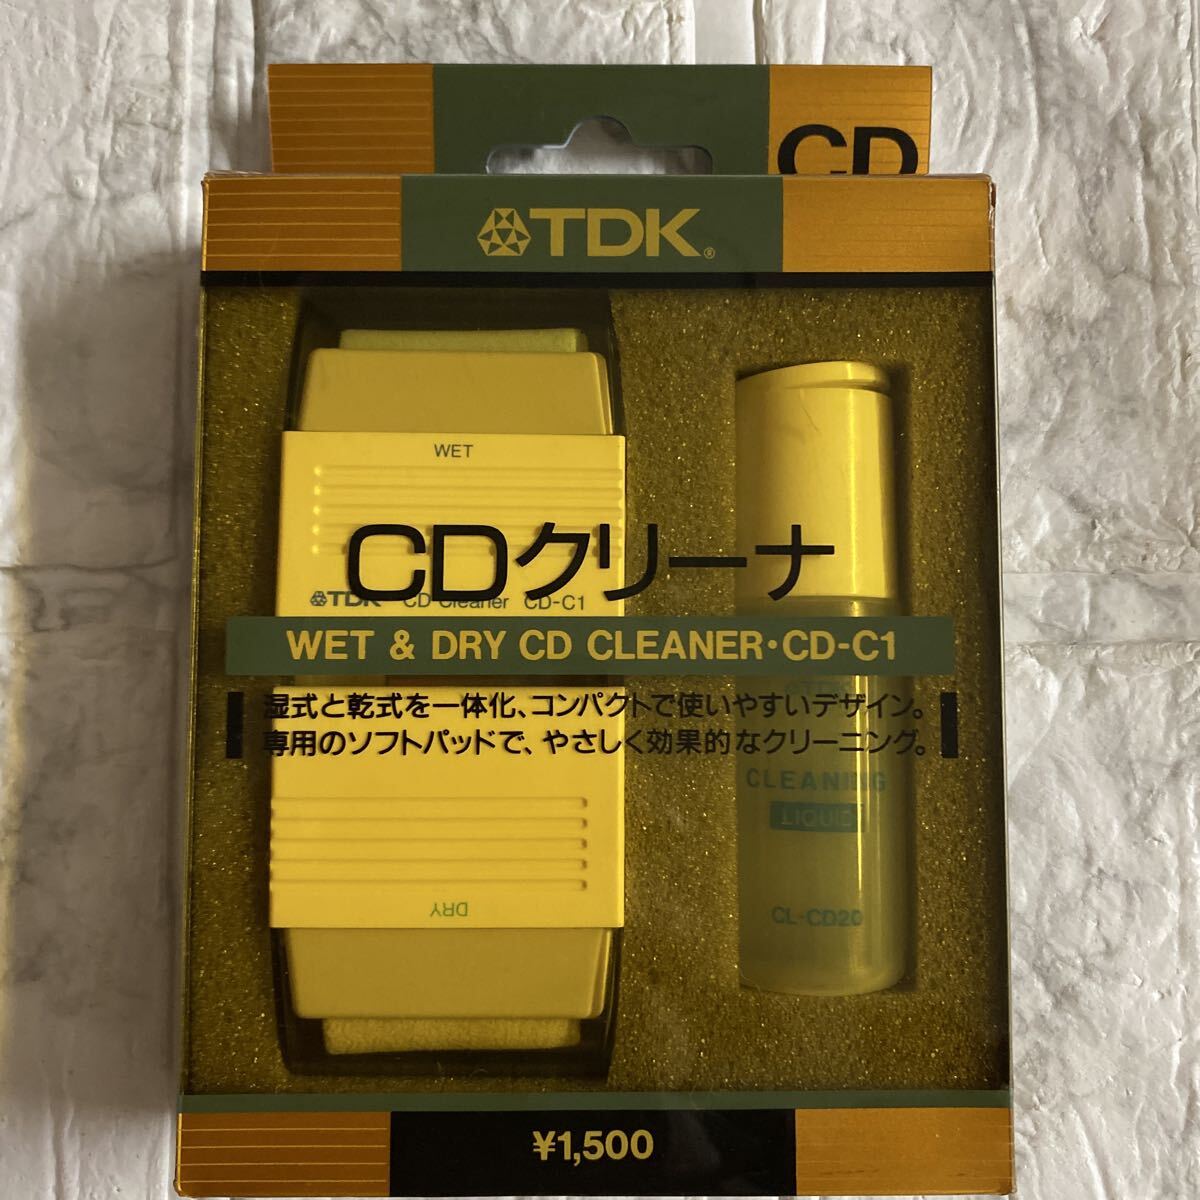 CD
TDK®
WET
CDクリーナ
TDK CD Cleaner CD-C1
WET & DRY CD CLEANER・CD-C1
湿式と乾式を一体化、コンパクトで使いやすいデザイン。
専用のソフトパッドで、やさしく効果的なクリーニング。
CLEANING
LIQUID
DRY
CL-CD20
¥1,500